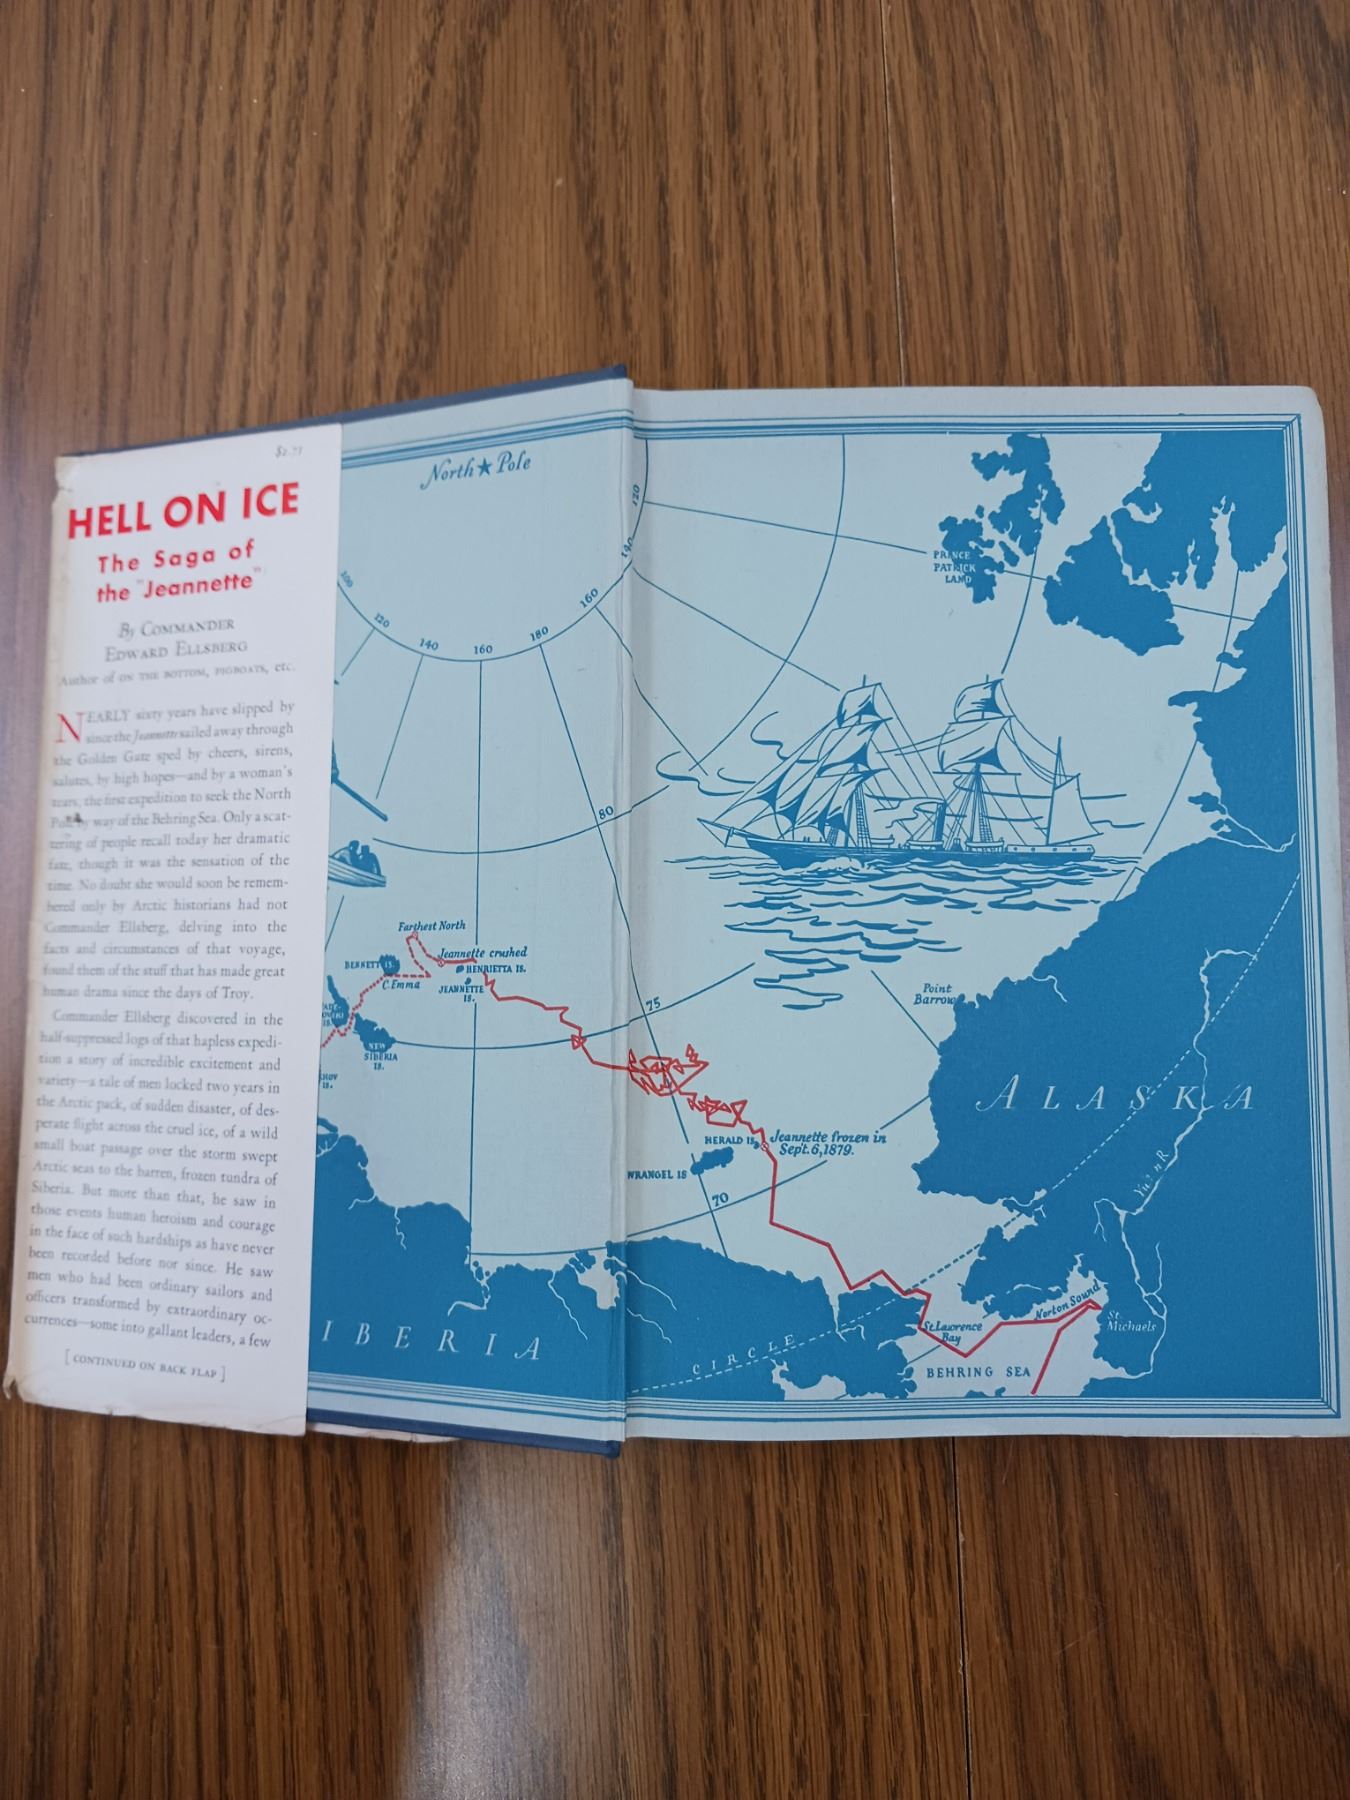 $2.75
HELL ON ICE
The Saga of
the "Jeannette"
By COMMANDER
EDWARD ELLSBERG
Author of ON THE BOTTOM, PIGBOATS, etc.
NEARLY sixty years have slipped by
since the Jeannette sailed away through
the Golden Gate sped by cheers, sirens,
salutes, by high hopes—and by a woman's
tears, the first expedition to seek the North
Pole by way of the Behring Sea. Only a scat-
tering of people recall today her dramatic
fate, though it was the sensation of the
time. No doubt she would soon be remem-
bered only by Arctic historians had not
Commander Ellsberg, delving into the
facts and circumstances of that voyage,
found them of the stuff that has made great
human drama since the days of Troy.
Commander Ellsberg discovered in the
half-suppressed logs of that hapless expedi-
tion a story of incredible excitement and
variety—a tale of men locked two years in
the Arctic pack, of sudden disaster, of des-
perate flight across the cruel ice, of a wild
small boat passage over the storm swept
Arctic seas to the barren, frozen tundra of
Siberia. But more than that, he saw in
those events human heroism and courage
in the face of such hardships as have never
been recorded before nor since. He saw
men who had been ordinary sailors and
officers transformed by extraordinary oc-
currences—some into gallant leaders, a few
[CONTINUED ON BACK FLAP]
North Pole
100
120
140
160
180
160
140
120
80
75
70
Farthest North
Jeannette crushed
BENNETT IS.
HENRIETTA IS.
C. Emma
JEANNETTE
IS.
NEW
SIBERIA
IS.
HOV
IS.
IBERIA
PRINCE
PATRICK
LAND
Point
Barrow
ALASKA
HERALD IS.
Jeannette frozen in
Sept. 6, 1879.
WRANGEL IS
Yukon R
CIRCLE
St Lawrence
Bay
Norton Sound
St.
Michaels
BEHRING SEA